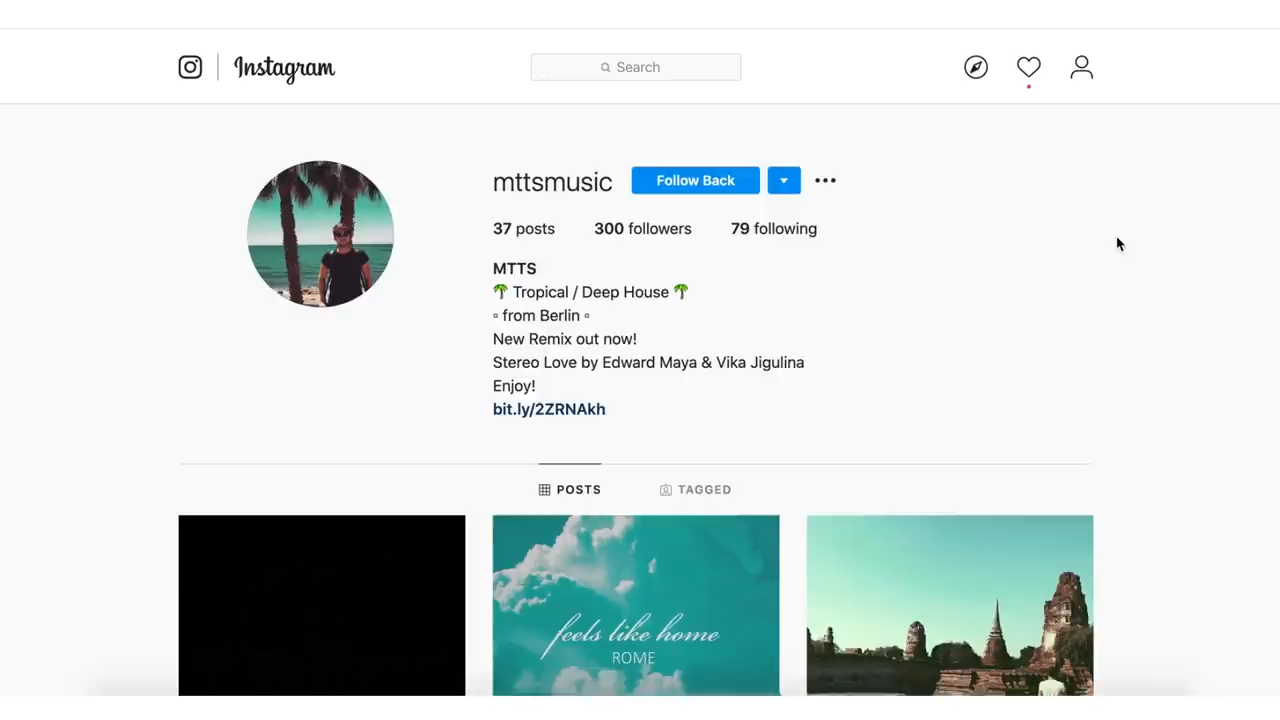 Instagram
Search
mttsmusic Follow Back
37 posts 300 followers 79 following
MTTS
🌴 Tropical / Deep House 🌴
▫ from Berlin ▫
New Remix out now!
Stereo Love by Edward Maya & Vika Jigulina
Enjoy!
bit.ly/2ZRNAkh
POSTS TAGGED
feels like home
ROME